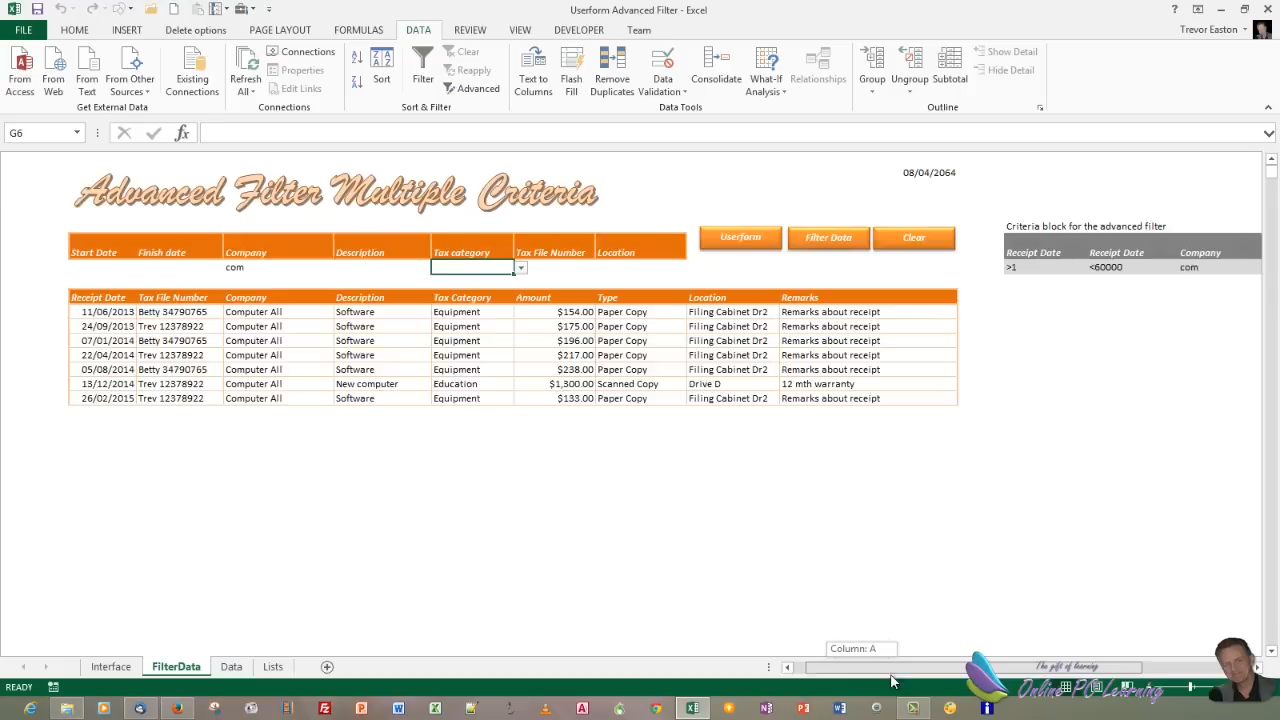 Userform Advanced Filter - Excel
FILE HOME INSERT Delete options PAGE LAYOUT FORMULAS DATA REVIEW VIEW DEVELOPER Team Trevor Easton
From Access
From Web
From Text
From Other Sources
Existing Connections
Get External Data
Refresh All
Connections
Properties
Edit Links
Connections
Sort
Filter
Clear
Reapply
Advanced
Sort & Filter
Text to Columns
Flash Fill
Remove Duplicates
Data Validation
Consolidate
What-If Analysis
Relationships
Data Tools
Group
Ungroup
Subtotal
Show Detail
Hide Detail
Outline
G6
fx
Advanced Filter Multiple Criteria
08/04/2064
Userform Filter Data Clear
Criteria block for the advanced filter
Start Date Finish date Company Description Tax category Tax File Number Location
Receipt Date Receipt Date Company
com
>1 <60000 com
Receipt Date Tax File Number Company Description Tax Category Amount Type Location Remarks
11/06/2013 Betty 34790765 Computer All Software Equipment $154.00 Paper Copy Filing Cabinet Dr2 Remarks about receipt
24/09/2013 Trev 12378922 Computer All Software Equipment $175.00 Paper Copy Filing Cabinet Dr2 Remarks about receipt
07/01/2014 Betty 34790765 Computer All Software Equipment $196.00 Paper Copy Filing Cabinet Dr2 Remarks about receipt
22/04/2014 Trev 12378922 Computer All Software Equipment $217.00 Paper Copy Filing Cabinet Dr2 Remarks about receipt
05/08/2014 Betty 34790765 Computer All Software Equipment $238.00 Paper Copy Filing Cabinet Dr2 Remarks about receipt
13/12/2014 Trev 12378922 Computer All New computer Education $1,300.00 Scanned Copy Drive D 12 mth warranty
26/02/2015 Trev 12378922 Computer All Software Equipment $133.00 Paper Copy Filing Cabinet Dr2 Remarks about receipt
Column: A
Interface FilterData Data Lists
The gift of learning
Online PC Learning
READY